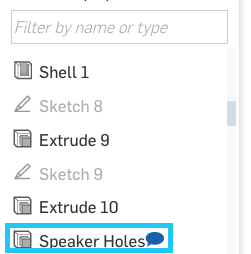 Filter by name or type
Shell 1
Sketch 8
Extrude 9
Sketch 9
Extrude 10
Speaker Holes